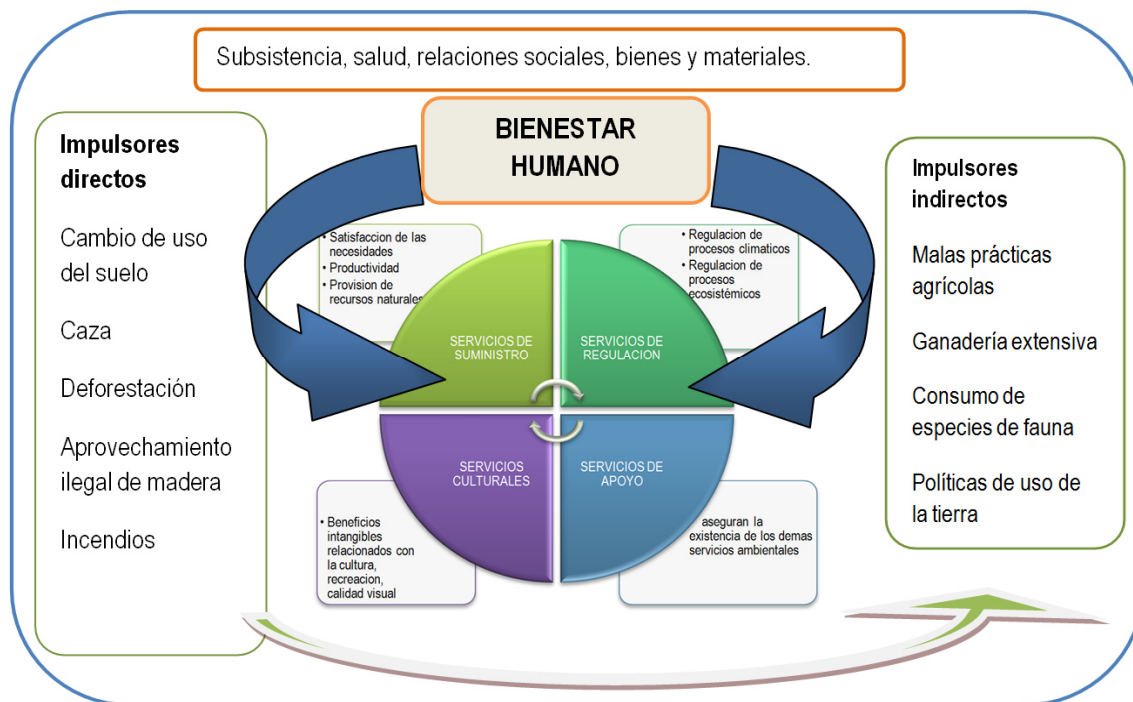 Subsistencia, salud, relaciones sociales, bienes y materiales.
BIENESTAR
HUMANO
Impulsores
directos
Cambio de uso
del suelo
Caza
Deforestación
Aprovechamiento
ilegal de madera
Incendios
• Satisfaccion de las
necesidades
• Productividad
• Provision de
recursos naturales
• Regulacion de
procesos climaticos
• Regulacion de
procesos
ecosistémicos
SERVICIOS DE
SUMINISTRO
SERVICIOS DE
REGULACION
SERVICIOS
CULTURALES
SERVICIOS DE
APOYO
• Beneficios
intangibles
relacionados con
la cultura,
recreacion,
calidad visual
aseguran la
existencia de los demas
servicios ambientales
Impulsores
indirectos
Malas prácticas
agrícolas
Ganadería extensiva
Consumo de
especies de fauna
Políticas de uso de
la tierra